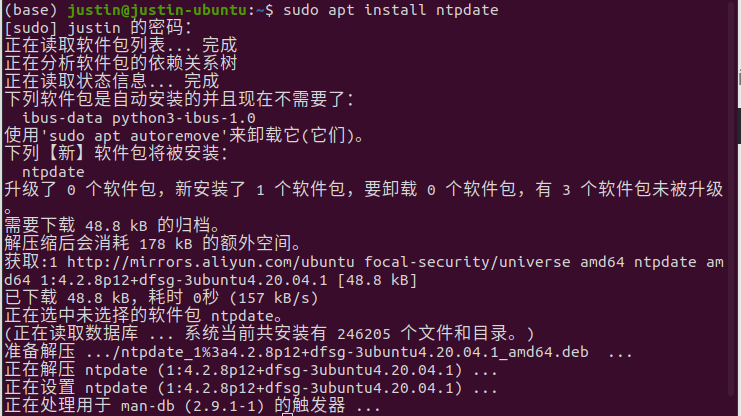 (base) justin@justin-ubuntu:~$ sudo apt install ntpdate
[sudo] justin 的密码：
正在读取软件包列表... 完成
正在分析软件包的依赖关系树
正在读取状态信息... 完成
下列软件包是自动安装的并且现在不需要了：
  ibus-data python3-ibus-1.0
使用'sudo apt autoremove'来卸载它(它们)。
下列【新】软件包将被安装：
  ntpdate
升级了 0 个软件包，新安装了 1 个软件包，要卸载 0 个软件包，有 3 个软件包未被升级
。
需要下载 48.8 kB 的归档。
解压缩后会消耗 178 kB 的额外空间。
获取:1 http://mirrors.aliyun.com/ubuntu focal-security/universe amd64 ntpdate am
d64 1:4.2.8p12+dfsg-3ubuntu4.20.04.1 [48.8 kB]
已下载 48.8 kB，耗时 0秒 (157 kB/s)
正在选中未选择的软件包 ntpdate。
(正在读取数据库 ... 系统当前共安装有 246205 个文件和目录。)
准备解压 .../ntpdate_1%3a4.2.8p12+dfsg-3ubuntu4.20.04.1_amd64.deb  ...
正在解压 ntpdate (1:4.2.8p12+dfsg-3ubuntu4.20.04.1) ...
正在设置 ntpdate (1:4.2.8p12+dfsg-3ubuntu4.20.04.1) ...
正在处理用于 man-db (2.9.1-1) 的触发器 ...